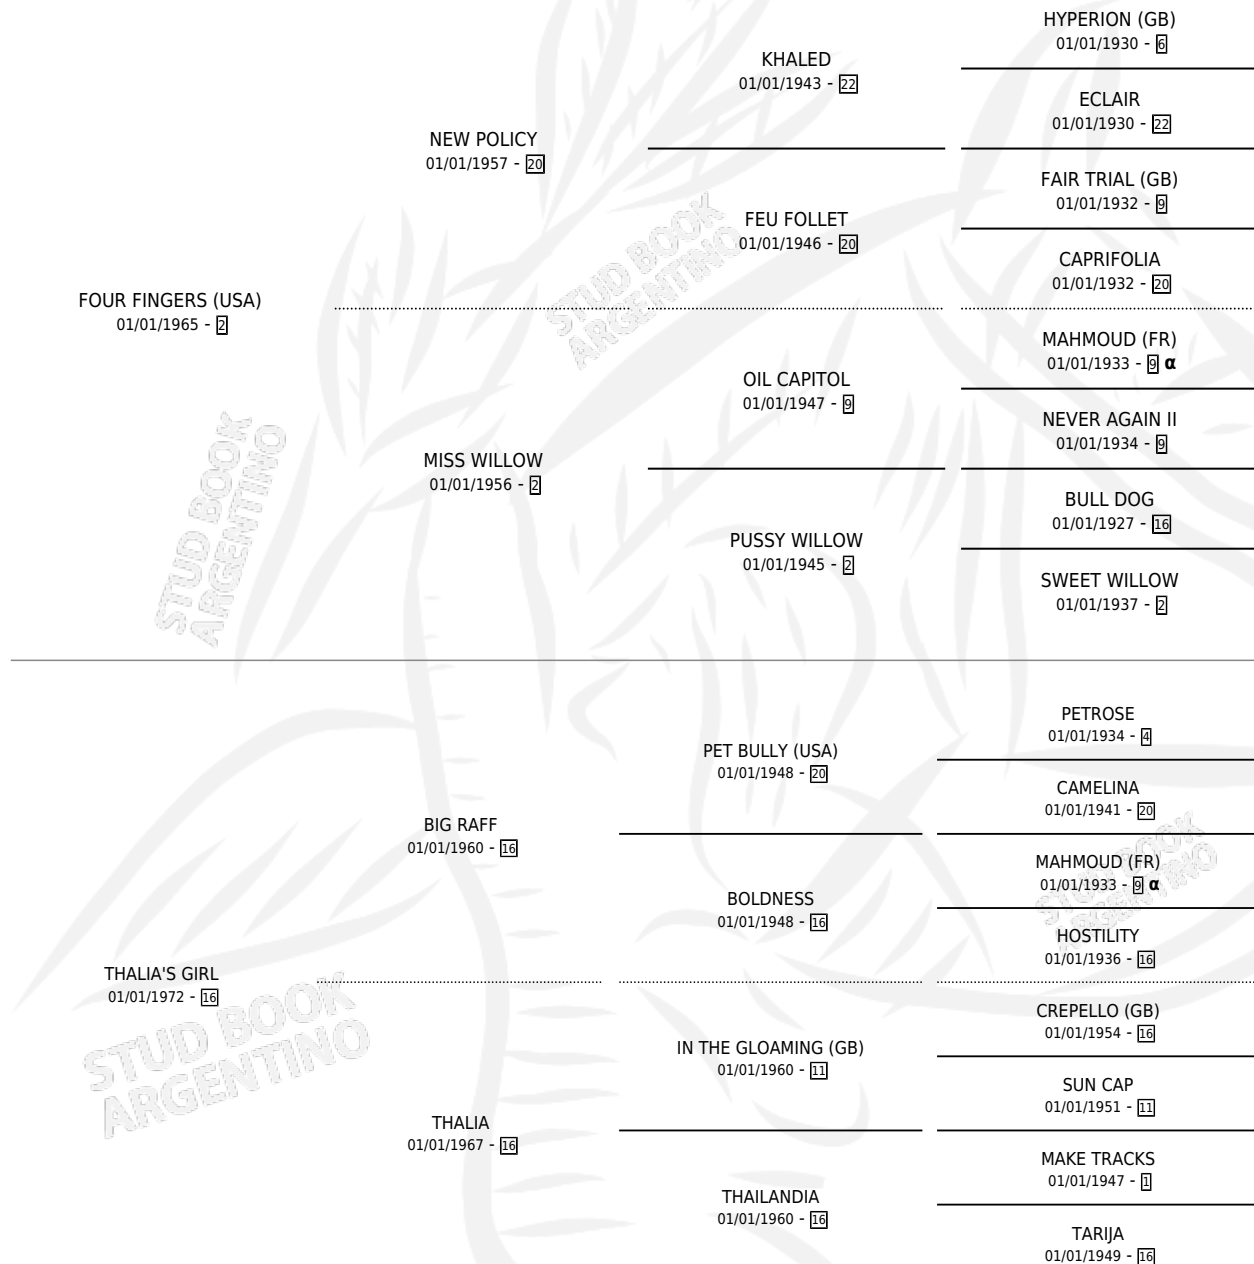 HYPERION (GB)
01/01/1930 - 6
KHALED
01/01/1943 - 22
ECLAIR
01/01/1930 - 22
NEW POLICY
01/01/1957 - 20
FAIR TRIAL (GB)
01/01/1932 - 9
FEU FOLLET
01/01/1946 - 20
CAPRIFOLIA
01/01/1932 - 20
FOUR FINGERS (USA)
01/01/1965 - 2
MAHMOUD (FR)
01/01/1933 - 9 α
OIL CAPITOL
01/01/1947 - 9
NEVER AGAIN II
01/01/1934 - 9
MISS WILLOW
01/01/1956 - 2
BULL DOG
01/01/1927 - 16
PUSSY WILLOW
01/01/1945 - 2
SWEET WILLOW
01/01/1937 - 2
PETROSE
01/01/1934 - 4
PET BULLY (USA)
01/01/1948 - 20
CAMELINA
01/01/1941 - 20
BIG RAFF
01/01/1960 - 16
MAHMOUD (FR)
01/01/1933 - 9 α
BOLDNESS
01/01/1948 - 16
HOSTILITY
01/01/1936 - 16
THALIA'S GIRL
01/01/1972 - 16
CREPELLO (GB)
01/01/1954 - 16
IN THE GLOAMING (GB)
01/01/1960 - 11
SUN CAP
01/01/1951 - 11
THALIA
01/01/1967 - 16
MAKE TRACKS
01/01/1947 - 1
THAILANDIA
01/01/1960 - 16
TARIJA
01/01/1949 - 16
STUD BOOK
ARGENTINO
STUD BOOK
ARGENTINO
STUD BOOK
ARGENTINO
STUD BOOK
ARGENTINO